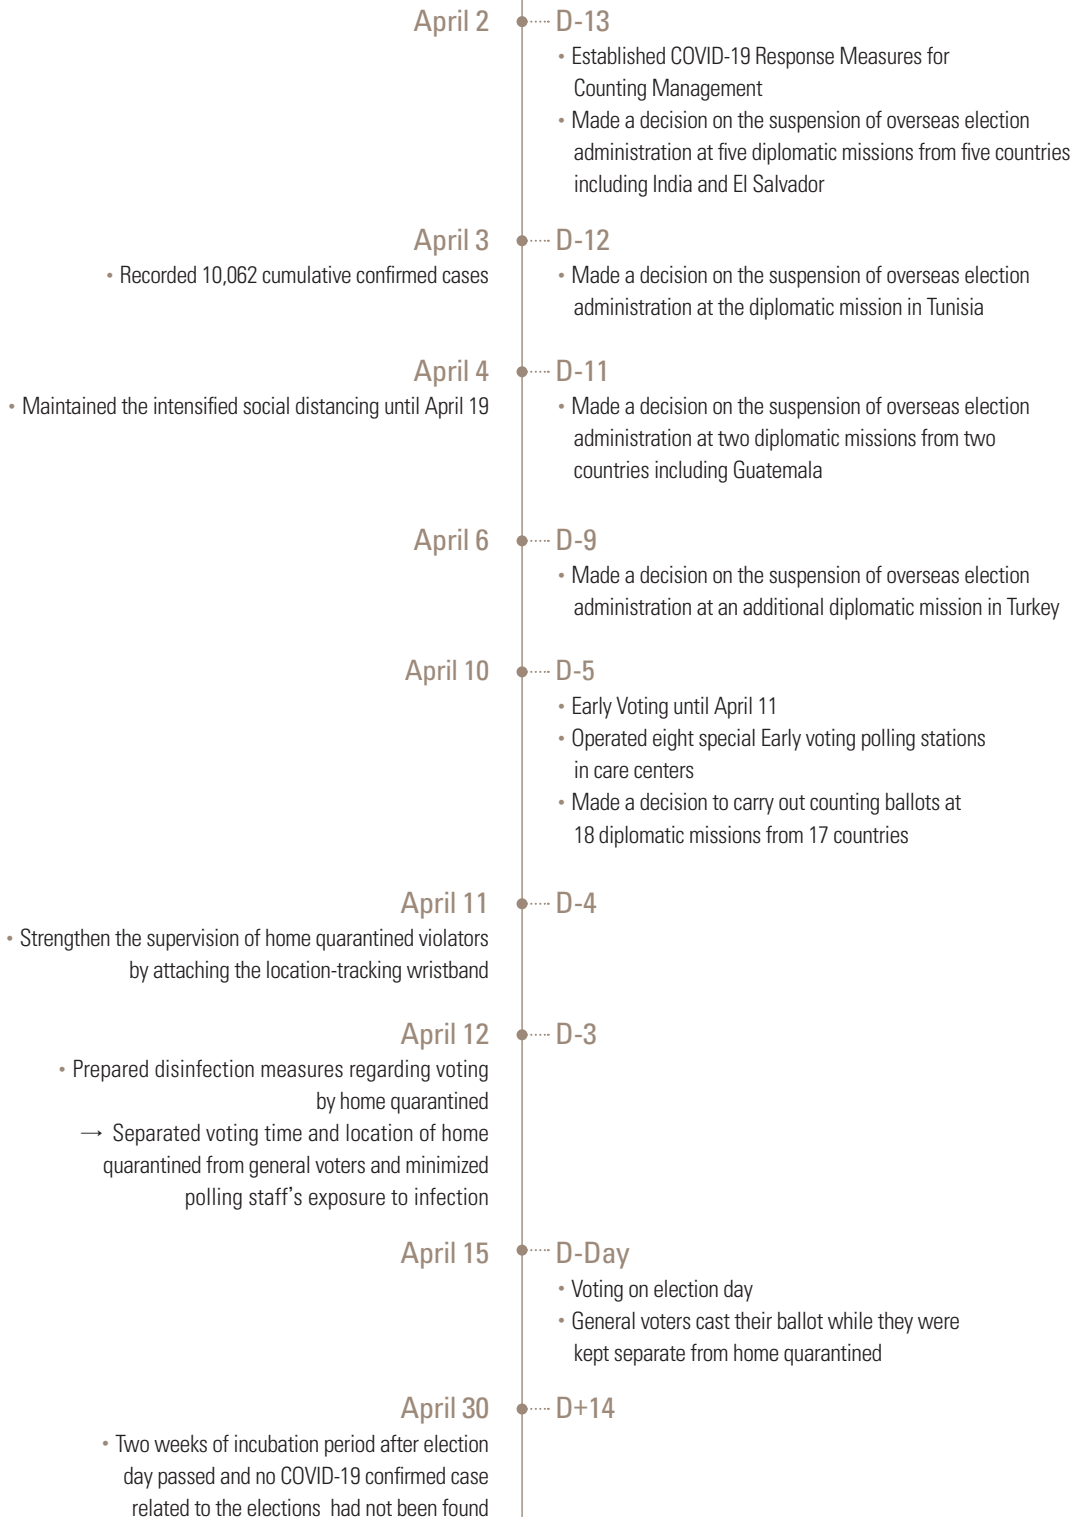 April 2
D-13
• Established COVID-19 Response Measures for
Counting Management
• Made a decision on the suspension of overseas election
administration at five diplomatic missions from five countries
including India and El Salvador
April 3
• Recorded 10,062 cumulative confirmed cases
D-12
• Made a decision on the suspension of overseas election
administration at the diplomatic mission in Tunisia
April 4
• Maintained the intensified social distancing until April 19
D-11
• Made a decision on the suspension of overseas election
administration at two diplomatic missions from two
countries including Guatemala
April 6
D-9
• Made a decision on the suspension of overseas election
administration at an additional diplomatic mission in Turkey
April 10
D-5
• Early Voting until April 11
• Operated eight special Early voting polling stations
in care centers
• Made a decision to carry out counting ballots at
18 diplomatic missions from 17 countries
April 11
• Strengthen the supervision of home quarantined violators
by attaching the location-tracking wristband
D-4
April 12
• Prepared disinfection measures regarding voting
by home quarantined
→ Separated voting time and location of home
quarantined from general voters and minimized
polling staff's exposure to infection
D-3
April 15
D-Day
• Voting on election day
• General voters cast their ballot while they were
kept separate from home quarantined
April 30
• Two weeks of incubation period after election
day passed and no COVID-19 confirmed case
related to the elections had not been found
D+14